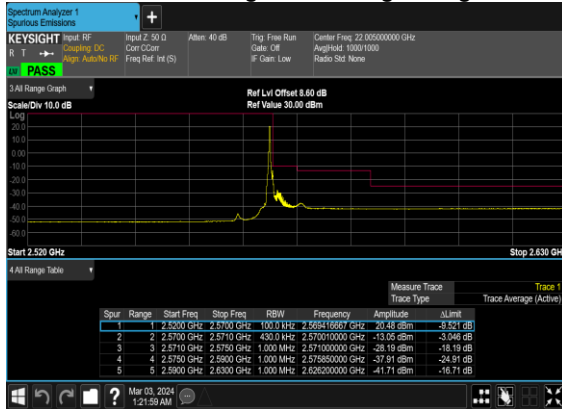 Spectrum Analyzer 1
Spurious Emissions
KEYSIGHT Input: RF Input Z: 50 Ω Atten: 40 dB Trig: Free Run Center Freq: 22.005000000 GHz
R T Coupling: DC Corr CCorr Gate: Off Avg|Hold: 1000/1000
Align: Auto/No RF Freq Ref: Int (S) IF Gain: Low Radio Std: None
LW PASS
3 All Range Graph
Ref Lvl Offset 8.60 dB
Scale/Div 10.0 dB Ref Value 30.00 dBm
Log
20.0
10.0
0.00
-10.0
-20.0
-30.0
-40.0
-50.0
-60.0
Start 2.520 GHz Stop 2.630 GH
4 All Range Table
Measure Trace Trace 1
Trace Type Trace Average (Active)
Spur Range Start Freq Stop Freq RBW Frequency Amplitude ΔLimit
1 1 2.5200 GHz 2.5700 GHz 100.0 kHz 2.569416667 GHz 20.48 dBm -9.521 dB
2 2 2.5700 GHz 2.5710 GHz 430.0 kHz 2.570010000 GHz -13.05 dBm -3.046 dB
3 3 2.5710 GHz 2.5750 GHz 1.000 MHz 2.571000000 GHz -28.19 dBm -18.19 dB
4 4 2.5750 GHz 2.5900 GHz 1.000 MHz 2.575850000 GHz -37.91 dBm -24.91 dB
5 5 2.5900 GHz 2.6300 GHz 1.000 MHz 2.626200000 GHz -41.71 dBm -16.71 dB
? Mar 03, 2024
1:21:59 AM